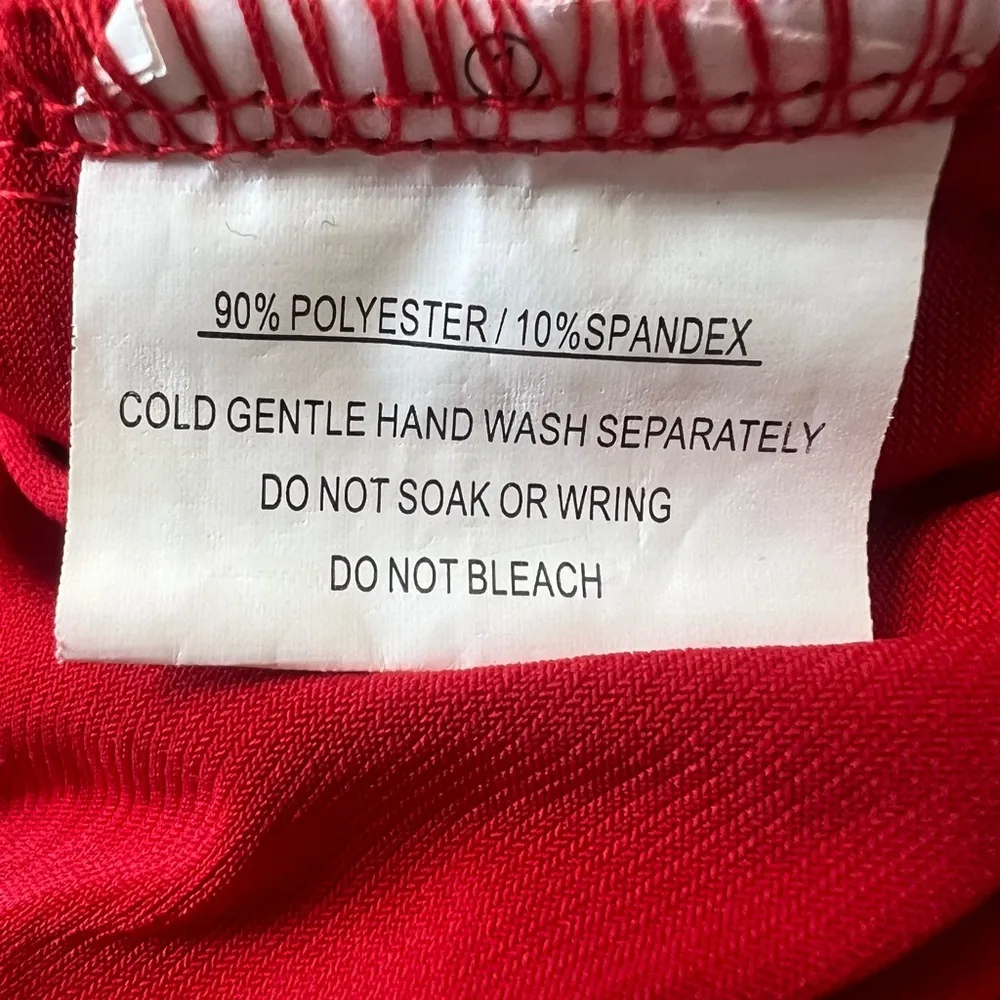 90% POLYESTER / 10%SPANDEX
COLD GENTLE HAND WASH SEPARATELY
DO NOT SOAK OR WRING
DO NOT BLEACH